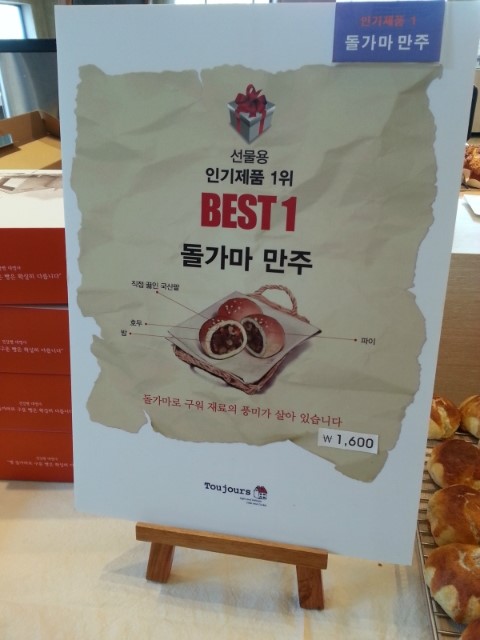 인기제품 1
돌가마 만주
선물용
인기제품 1위
BEST 1
돌가마 만주
직접 끓인 국산팥
호두
밤
파이
돌가마로 구워 재료의 풍미가 살아 있습니다
₩ 1,600
Toujours